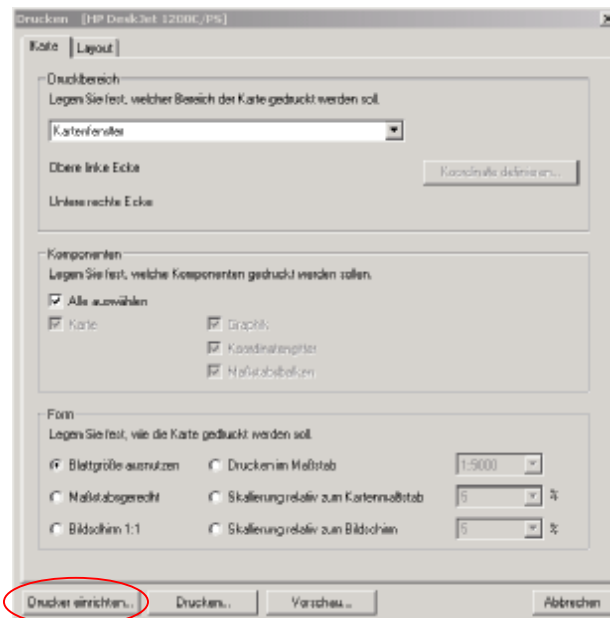 Drucken [HP DeskJet 1200C/PS]
Karte Layout
Druckbereich
Legen Sie fest, welcher Bereich der Karte gedruckt werden soll.
Kartenfenster
Obere linke Ecke
Koordinate definieren...
Untere rechte Ecke
Komponenten
Legen Sie fest, welche Komponenten gedruckt werden sollen.
Alle auswählen
Karte Graphik
Koordinatengitter
Maßstabsbalken
Form
Legen Sie fest, wie die Karte gedruckt werden soll.
Blattgröße ausnutzen Drucken im Maßstab 1:5000
Maßstabsgerecht Skalierung relativ zum Kartenmaßstab 5 %
Bildschirm 1:1 Skalierung relativ zum Bildschirm 5 %
Drucker einrichten... Drucken... Vorschau... Abbrechen